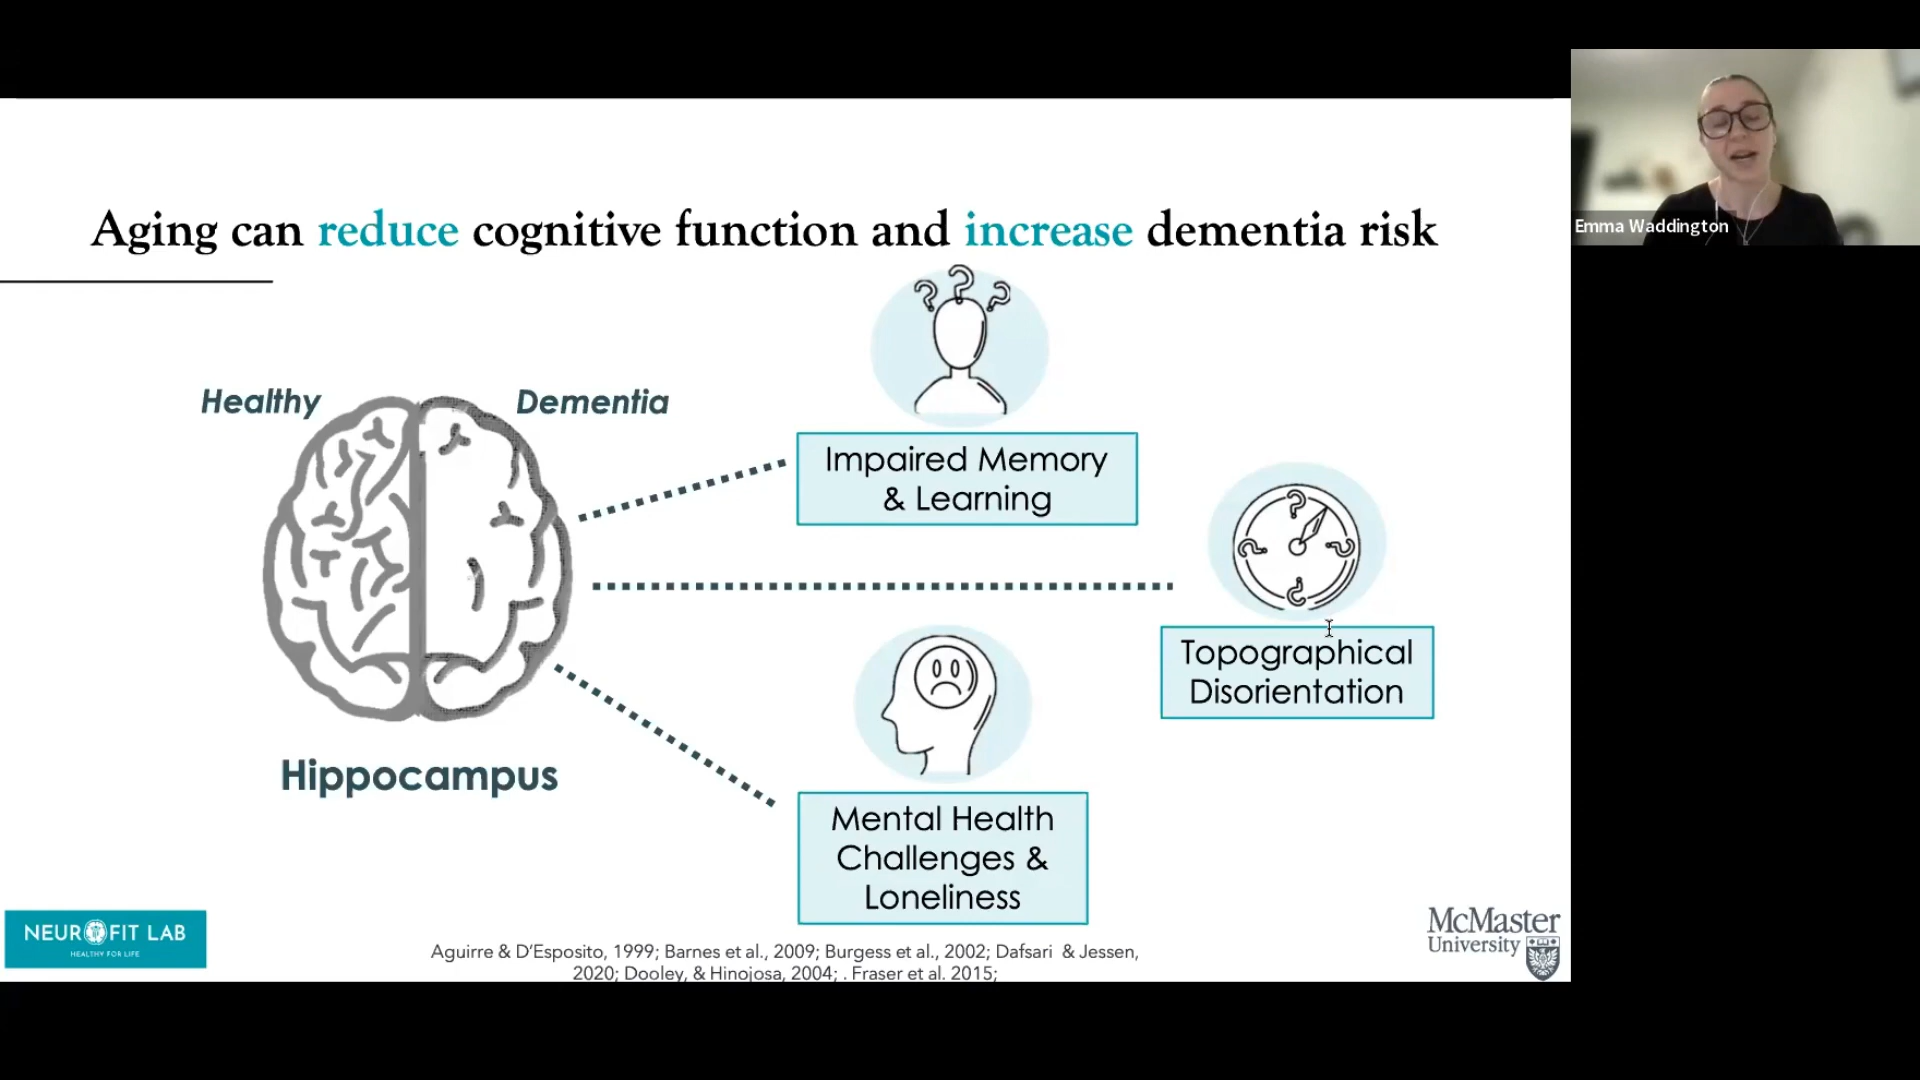 Aging can reduce cognitive function and increase dementia risk
Emma Waddington
Healthy
Dementia
Impaired Memory
& Learning
Topographical
Disorientation
Hippocampus
Mental Health
Challenges &
Loneliness
NEUROFIT LAB
HEALTHY FOR LIFE
Aguirre & D'Esposito, 1999; Barnes et al., 2009; Burgess et al., 2002; Dafsari & Jessen,
2020; Dooley, & Hinojosa, 2004; . Fraser et al. 2015;
McMaster
University